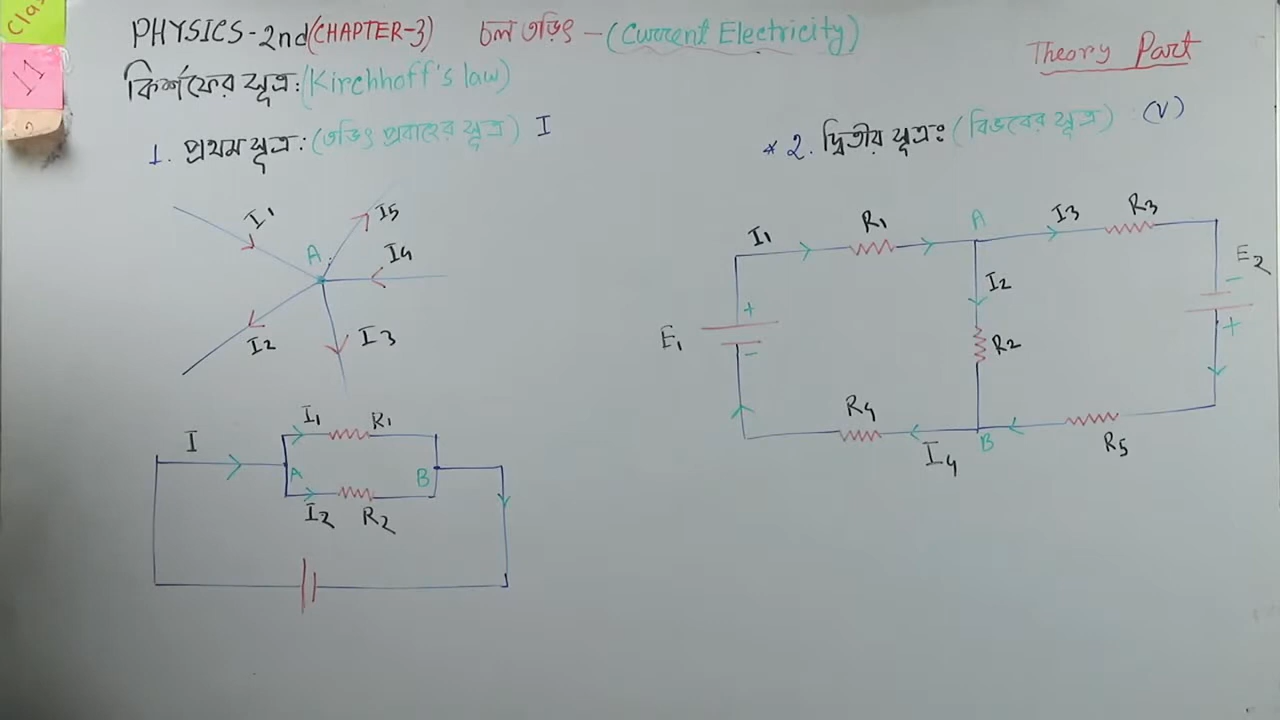 Clas
11
PHYSICS-2nd (CHAPTER-3) চল তড়িৎ - (Current Electricity)
Theory Part
কির্শফের সূত্র: (Kirchhoff's law)
1. প্রথম সূত্র: (তড়িৎ প্রবাহের সূত্র) I
* 2. দ্বিতীয় সূত্রঃ (বিভবের সূত্র) (V)
I1 I5
A I4
I2 I3
I1 R1
I A B
I2 R2
I1 R1 A I3 R3
E1 + - I2 R2 E2 - +
R4 I4 B R5